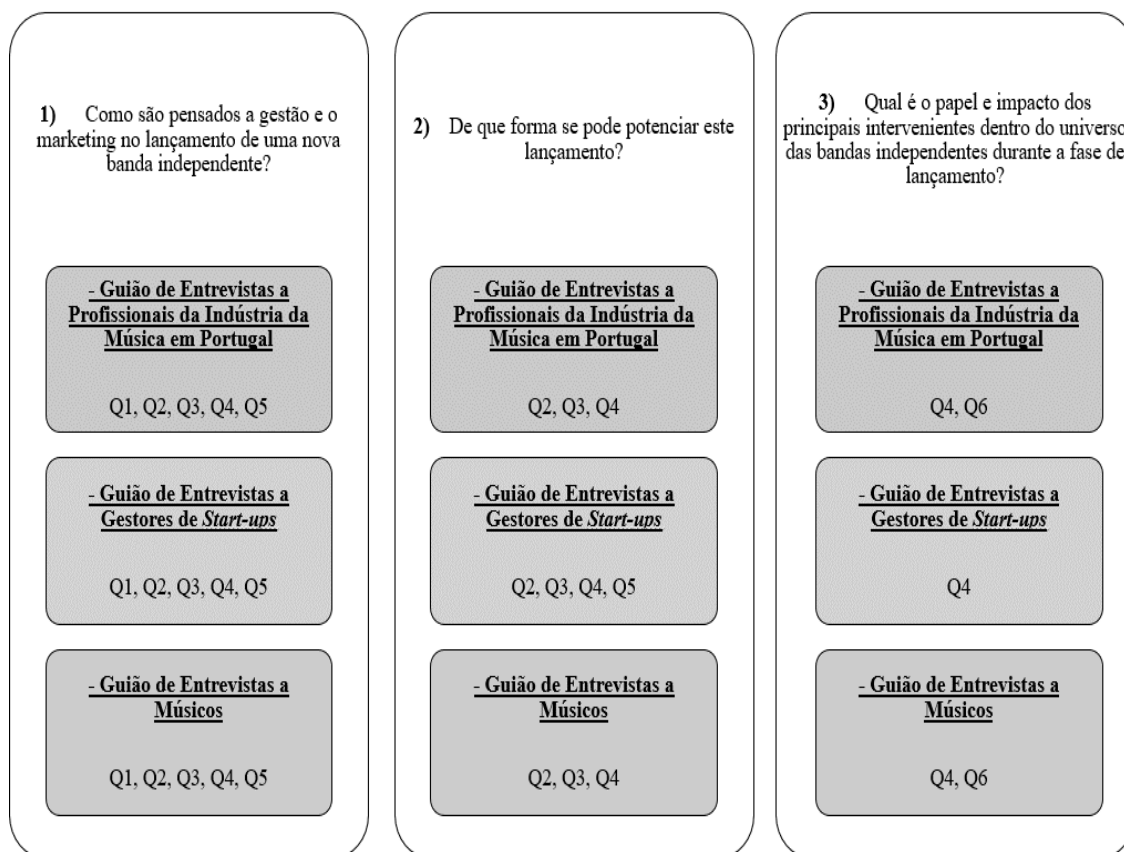 1) Como são pensados a gestão e o
marketing no lançamento de uma nova
banda independente?
- Guião de Entrevistas a
Profissionais da Indústria da
Música em Portugal
Q1, Q2, Q3, Q4, Q5
- Guião de Entrevistas a
Gestores de Start-ups
Q1, Q2, Q3, Q4, Q5
- Guião de Entrevistas a
Músicos
Q1, Q2, Q3, Q4, Q5
2) De que forma se pode potenciar este
lançamento?
- Guião de Entrevistas a
Profissionais da Indústria da
Música em Portugal
Q2, Q3, Q4
- Guião de Entrevistas a
Gestores de Start-ups
Q2, Q3, Q4, Q5
- Guião de Entrevistas a
Músicos
Q2, Q3, Q4
3) Qual é o papel e impacto dos
principais intervenientes dentro do universo
das bandas independentes durante a fase de
lançamento?
- Guião de Entrevistas a
Profissionais da Indústria da
Música em Portugal
Q4, Q6
- Guião de Entrevistas a
Gestores de Start-ups
Q4
- Guião de Entrevistas a
Músicos
Q4, Q6